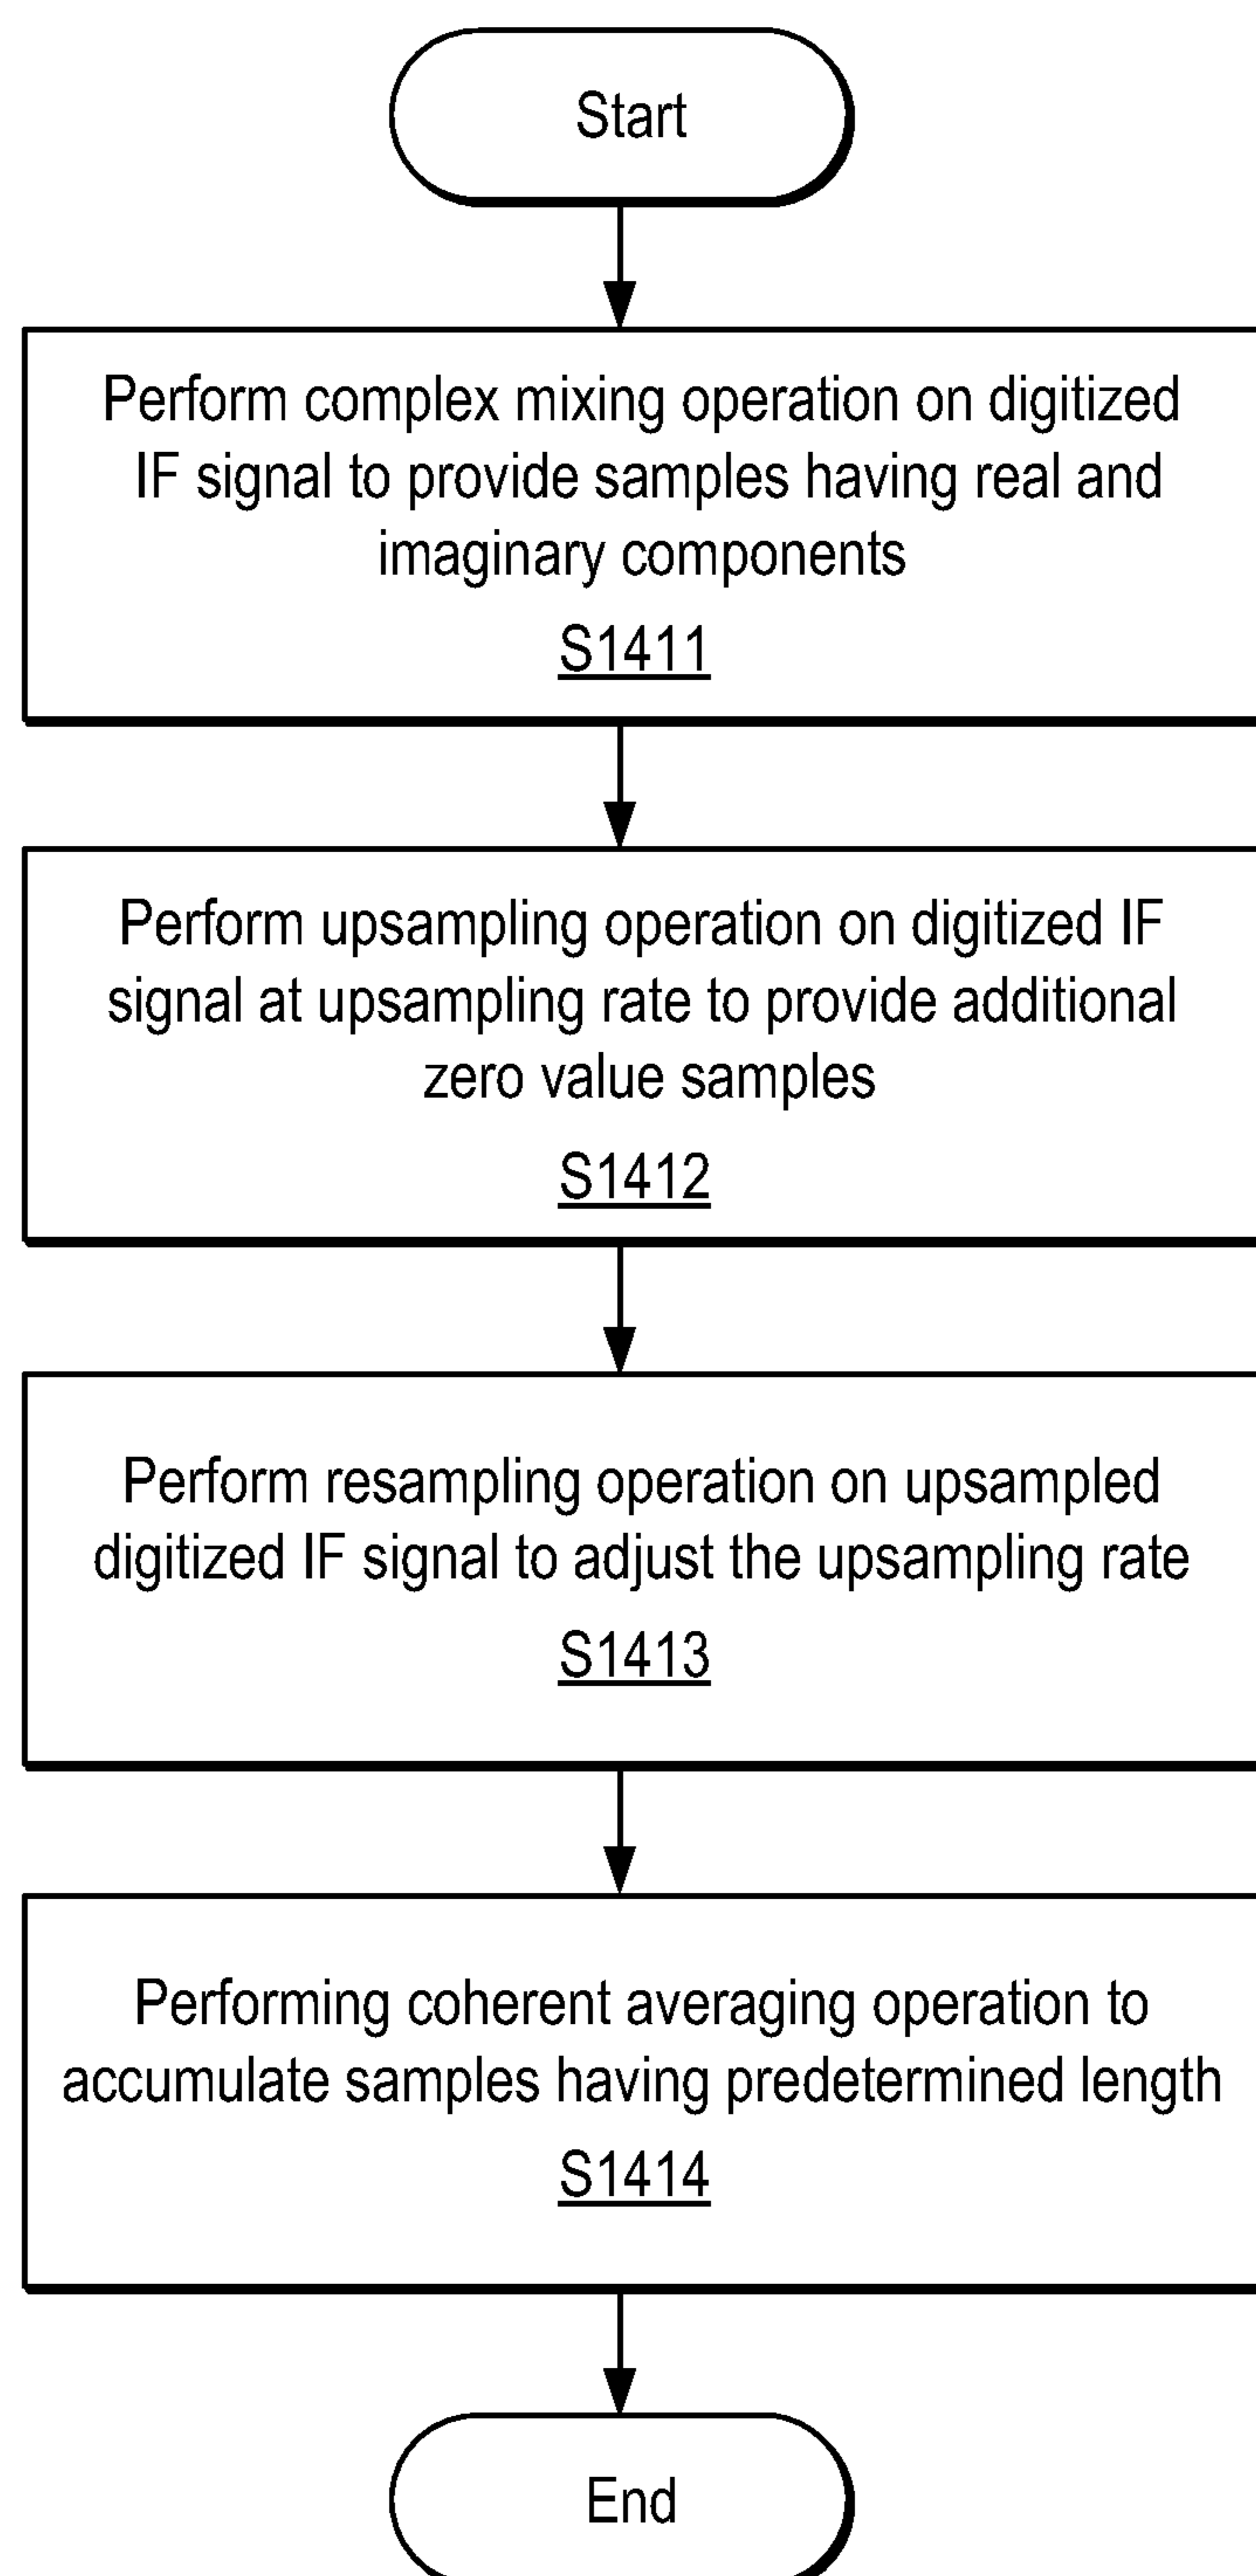 Start
Perform complex mixing operation on digitized
IF signal to provide samples having real and
imaginary components
S1411
Perform upsampling operation on digitized IF
signal at upsampling rate to provide additional
zero value samples
S1412
Perform resampling operation on upsampled
digitized IF signal to adjust the upsampling rate
S1413
Performing coherent averaging operation to
accumulate samples having predetermined length
S1414
End